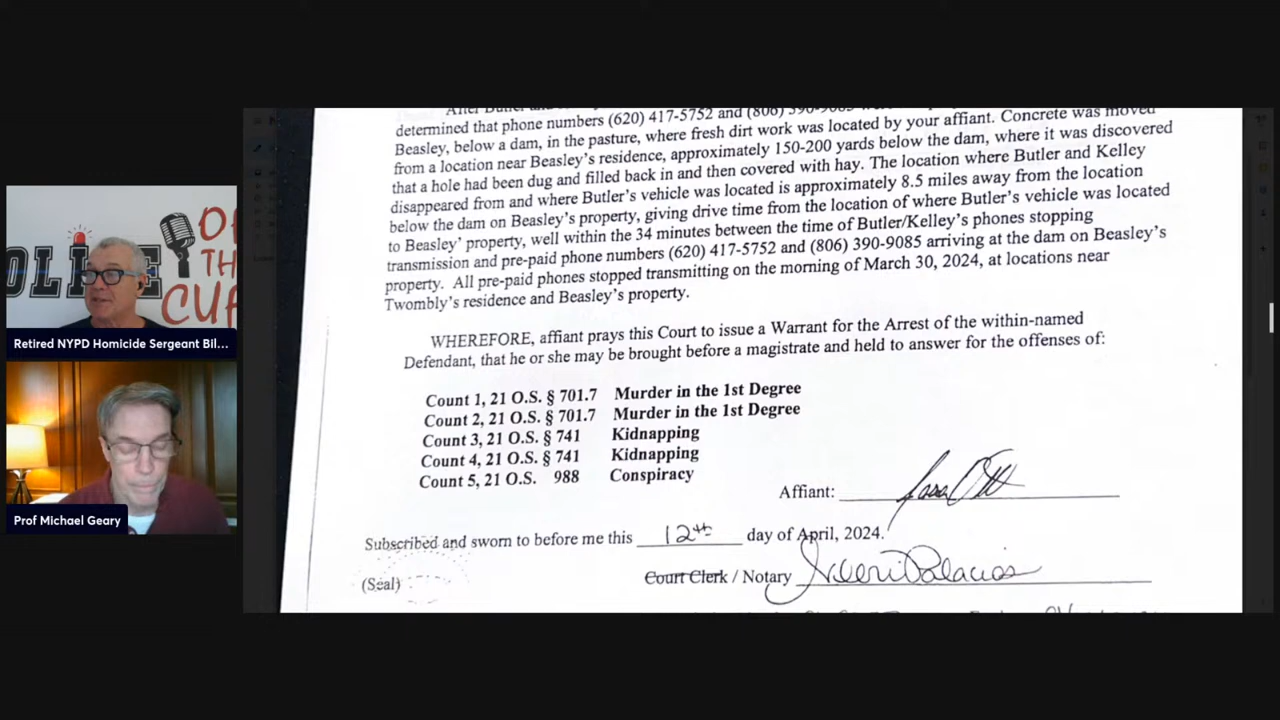 determined that phone numbers (620) 417-5752 and (806) 390-9085
Beasley, below a dam, in the pasture, where fresh dirt work was located by your affiant. Concrete was moved
from a location near Beasley's residence, approximately 150-200 yards below the dam, where it was discovered
that a hole had been dug and filled back in and then covered with hay. The location where Butler and Kelley
disappeared from and where Butler's vehicle was located is approximately 8.5 miles away from the location
below the dam on Beasley's property, giving drive time from the location of where Butler's vehicle was located
to Beasley' property, well within the 34 minutes between the time of Butler/Kelley's phones stopping
transmission and pre-paid phone numbers (620) 417-5752 and (806) 390-9085 arriving at the dam on Beasley's
property. All pre-paid phones stopped transmitting on the morning of March 30, 2024, at locations near
Twombly's residence and Beasley's property.
WHEREFORE, affiant prays this Court to issue a Warrant for the Arrest of the within-named
Defendant, that he or she may be brought before a magistrate and held to answer for the offenses of:
Count 1, 21 O.S. § 701.7 Murder in the 1st Degree
Count 2, 21 O.S. § 701.7 Murder in the 1st Degree
Count 3, 21 O.S. § 741 Kidnapping
Count 4, 21 O.S. § 741 Kidnapping
Count 5, 21 O.S. 988 Conspiracy
Affiant:
Subscribed and sworn to before me this 12th day of April, 2024.
(Seal)
Court Clerk / Notary
OLICE
OF
TH
CUF
Retired NYPD Homicide Sergeant Bil...
Prof Michael Geary